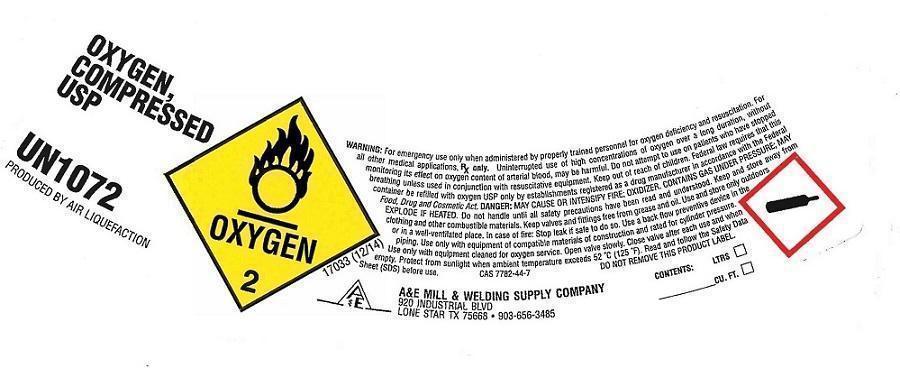 OXYGEN,
COMPRESSED
USP
UN1072
PRODUCED BY AIR LIQUEFACTION
OXYGEN
2
17033 (12/14)
WARNING: For emergency use only when administered by properly trained personnel for oxygen deficiency and resuscitation. For
all other medical applications, Rx only. Uninterrupted use of high concentrations of oxygen over a long duration, without
monitoring its effect on oxygen content of arterial blood, may be harmful. Do not attempt to use on patients who have stopped
breathing unless used in conjunction with resuscitative equipment. Keep out of reach of children. Federal law requires that this
container be refilled with oxygen USP only by establishments registered as a drug manufacturer in accordance with the Federal
Food, Drug and Cosmetic Act. DANGER: MAY CAUSE OR INTENSIFY FIRE; OXIDIZER. CONTAINS GAS UNDER PRESSURE; MAY
EXPLODE IF HEATED. Do not handle until all safety precautions have been read and understood. Keep and store away from
clothing and other combustible materials. Keep valves and fittings free from grease and oil. Use and store only outdoors
or in a well-ventilated place. In case of fire: Stop leak if safe to do so. Use a back flow preventive device in the
piping. Use only with equipment of compatible materials of construction and rated for cylinder pressure.
Use only with equipment cleaned for oxygen service. Open valve slowly. Close valve after each use and when
empty. Protect from sunlight when ambient temperature exceeds 52 °C (125 °F). Read and follow the Safety Data
Sheet (SDS) before use. CAS 7782-44-7 DO NOT REMOVE THIS PRODUCT LABEL.
A&E
A&E MILL & WELDING SUPPLY COMPANY
920 INDUSTRIAL BLVD
LONE STAR TX 75668 • 903-656-3485
CONTENTS: LTRS
CU. FT.